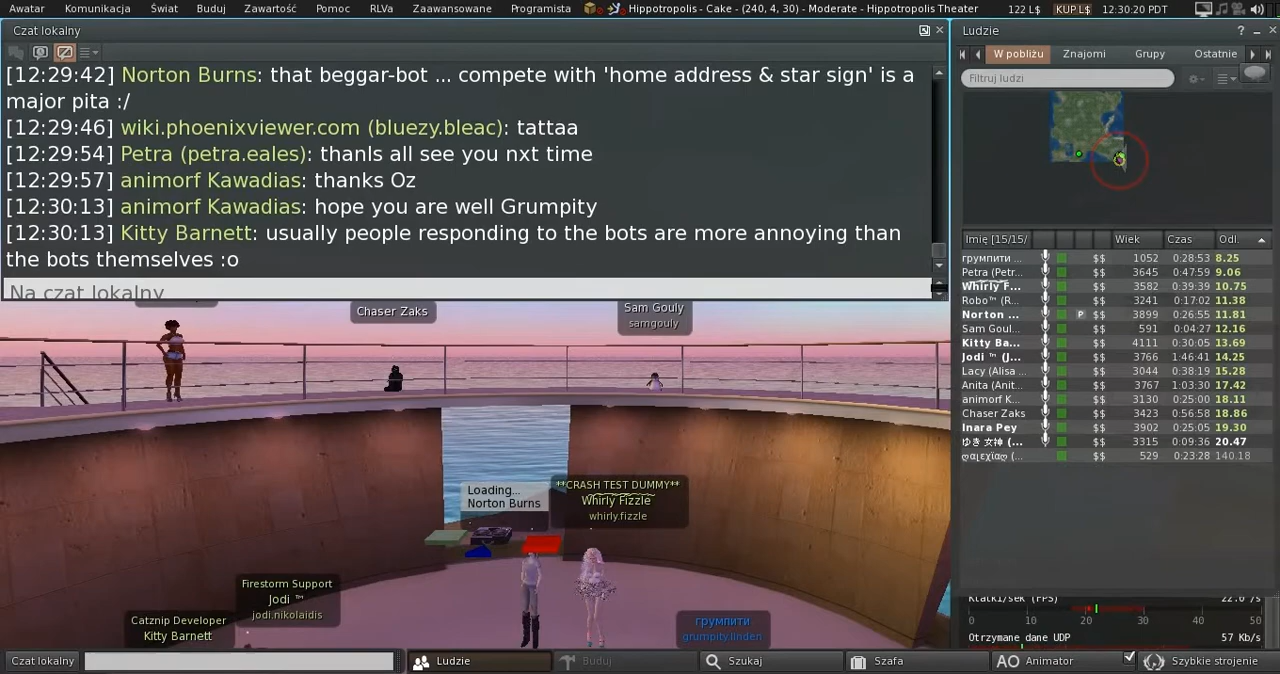 Awatar Komunikacja Świat Buduj Zawartość Pomoc RLVa Zaawansowane Programista Hippotropolis - Cake - (240, 4, 30) - Moderate - Hippotropolis Theater 122 L$ KUP L$ 12:30:20 PDT
Czat lokalny
[12:29:42] Norton Burns: that beggar-bot ... compete with 'home address & star sign' is a
major pita :/
[12:29:46] wiki.phoenixviewer.com (bluezy.bleac): tattaa
[12:29:54] Petra (petra.eales): thanls all see you nxt time
[12:29:57] animorf Kawadias: thanks Oz
[12:30:13] animorf Kawadias: hope you are well Grumpity
[12:30:13] Kitty Barnett: usually people responding to the bots are more annoying than
the bots themselves :o
Na czat lokalny
Chaser Zaks
Sam Gouly
samgouly
Loading...
Norton Burns
**CRASH TEST DUMMY**
Whirly Fizzle
whirly.fizzle
Firestorm Support
Jodi ™
jodi.nikolaidis
Catznip Developer
Kitty Barnett
грумпити
grumpity.linden
Ludzie
W pobliżu Znajomi Grupy Ostatnie
Filtruj ludzi
Imię [15/15/ Wiek Czas Odl.
грумпити ... $$ 1052 0:28:53 8.25
Petra (Petr... $$ 3645 0:47:59 9.06
Whirly F... $$ 3582 0:39:39 10.75
Robo™ (R... $$ 3241 0:17:02 11.38
Norton ... P $$ 3899 0:26:55 11.81
Sam Goul... $$ 591 0:04:27 12.16
Kitty Ba... $$ 4111 0:30:05 13.69
Jodi ™ (J... $$ 3766 1:46:41 14.25
Lacy (Alisa ... $$ 3044 0:38:19 15.28
Anita (Anit... $$ 3767 1:03:30 17.42
animorf K... $$ 3130 0:25:00 18.11
Chaser Zaks $$ 3423 0:56:58 18.86
Inara Pey $$ 3902 0:25:05 19.30
ゆき 女神 (... $$ 3315 0:09:36 20.47
$$ 529 0:23:28 140.18
Klatki/sek (FPS) 22.0 /s
0 10 20 30 40 50
Otrzymane dane UDP 57 Kb/s
Czat lokalny Ludzie Buduj Szukaj Szafa AO Animator Szybkie strojenie